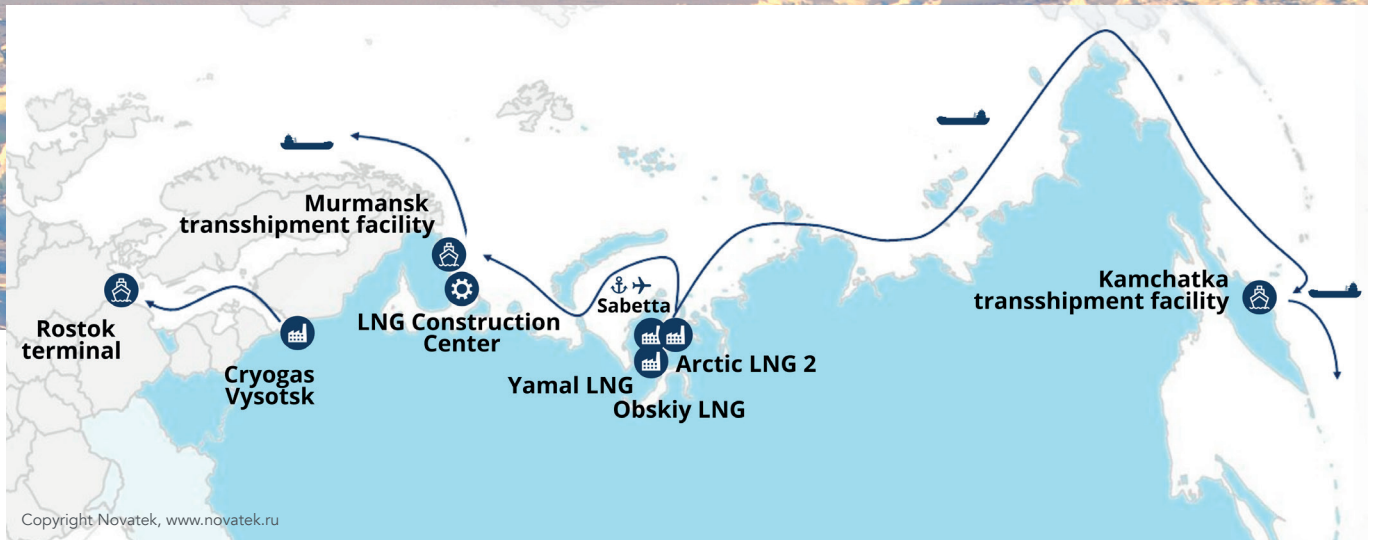 Murmansk
transshipment facility
Rostok
terminal
Cryogas
Vysotsk
LNG Construction
Center
Sabetta
Yamal LNG
Arctic LNG 2
Obskiy LNG
Kamchatka
transshipment facility
Copyright Novatek, www.novatek.ru